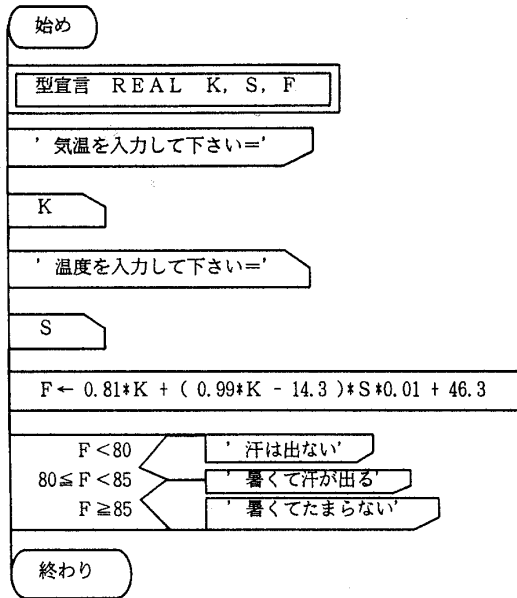 始め
型宣言 REAL K, S, F
' 気温を入力して下さい='
K
' 温度を入力して下さい='
S
F← 0.81*K + ( 0.99*K - 14.3 )*S*0.01 + 46.3
F<80 ' 汗は出ない'
80≦F<85 ' 暑くて汗が出る'
F≧85 ' 暑くてたまらない'
終わり